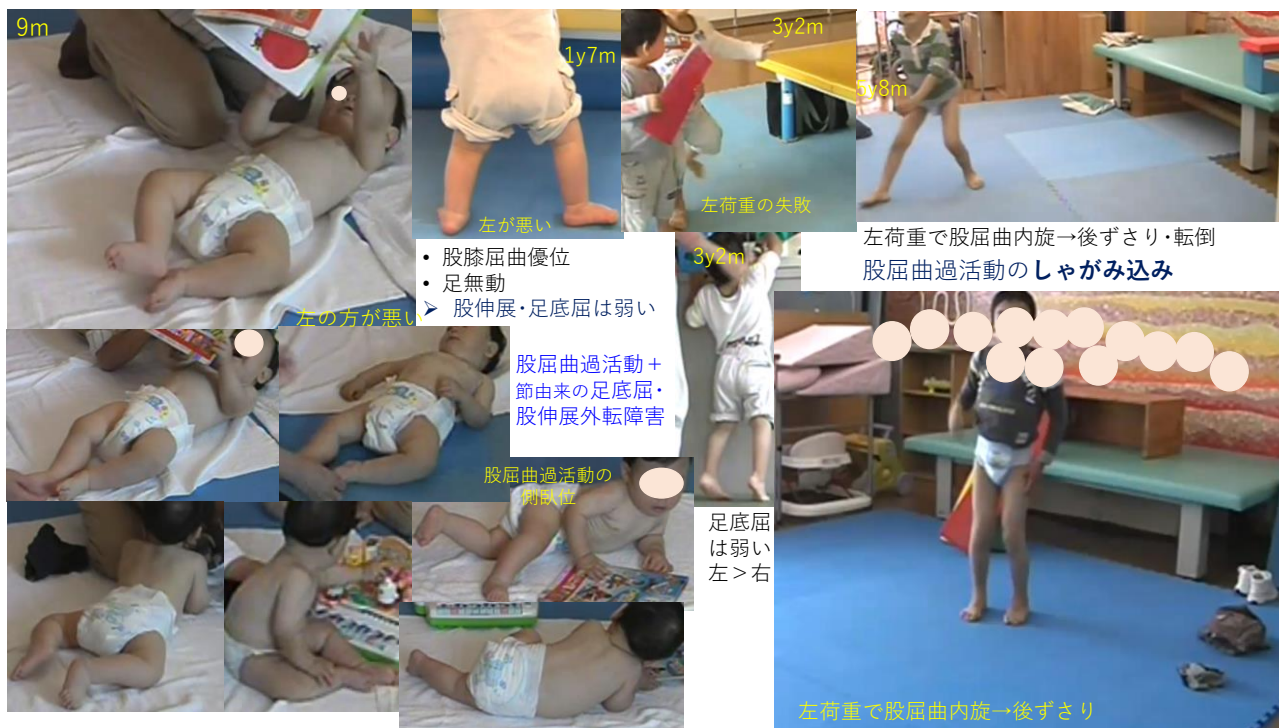 9m
1y7m
3y2m
5y8m
左が悪い
左荷重の失敗
左荷重で股屈曲内旋→後ずさり・転倒
股屈曲過活動のしゃがみ込み
• 股膝屈曲優位
• 足無動
➤ 股伸展・足底屈は弱い
3y2m
左の方が悪い
股屈曲過活動＋
節由来の足底屈・
股伸展外転障害
股屈曲過活動の
側臥位
足底屈
は弱い
左＞右
左荷重で股屈曲内旋→後ずさり